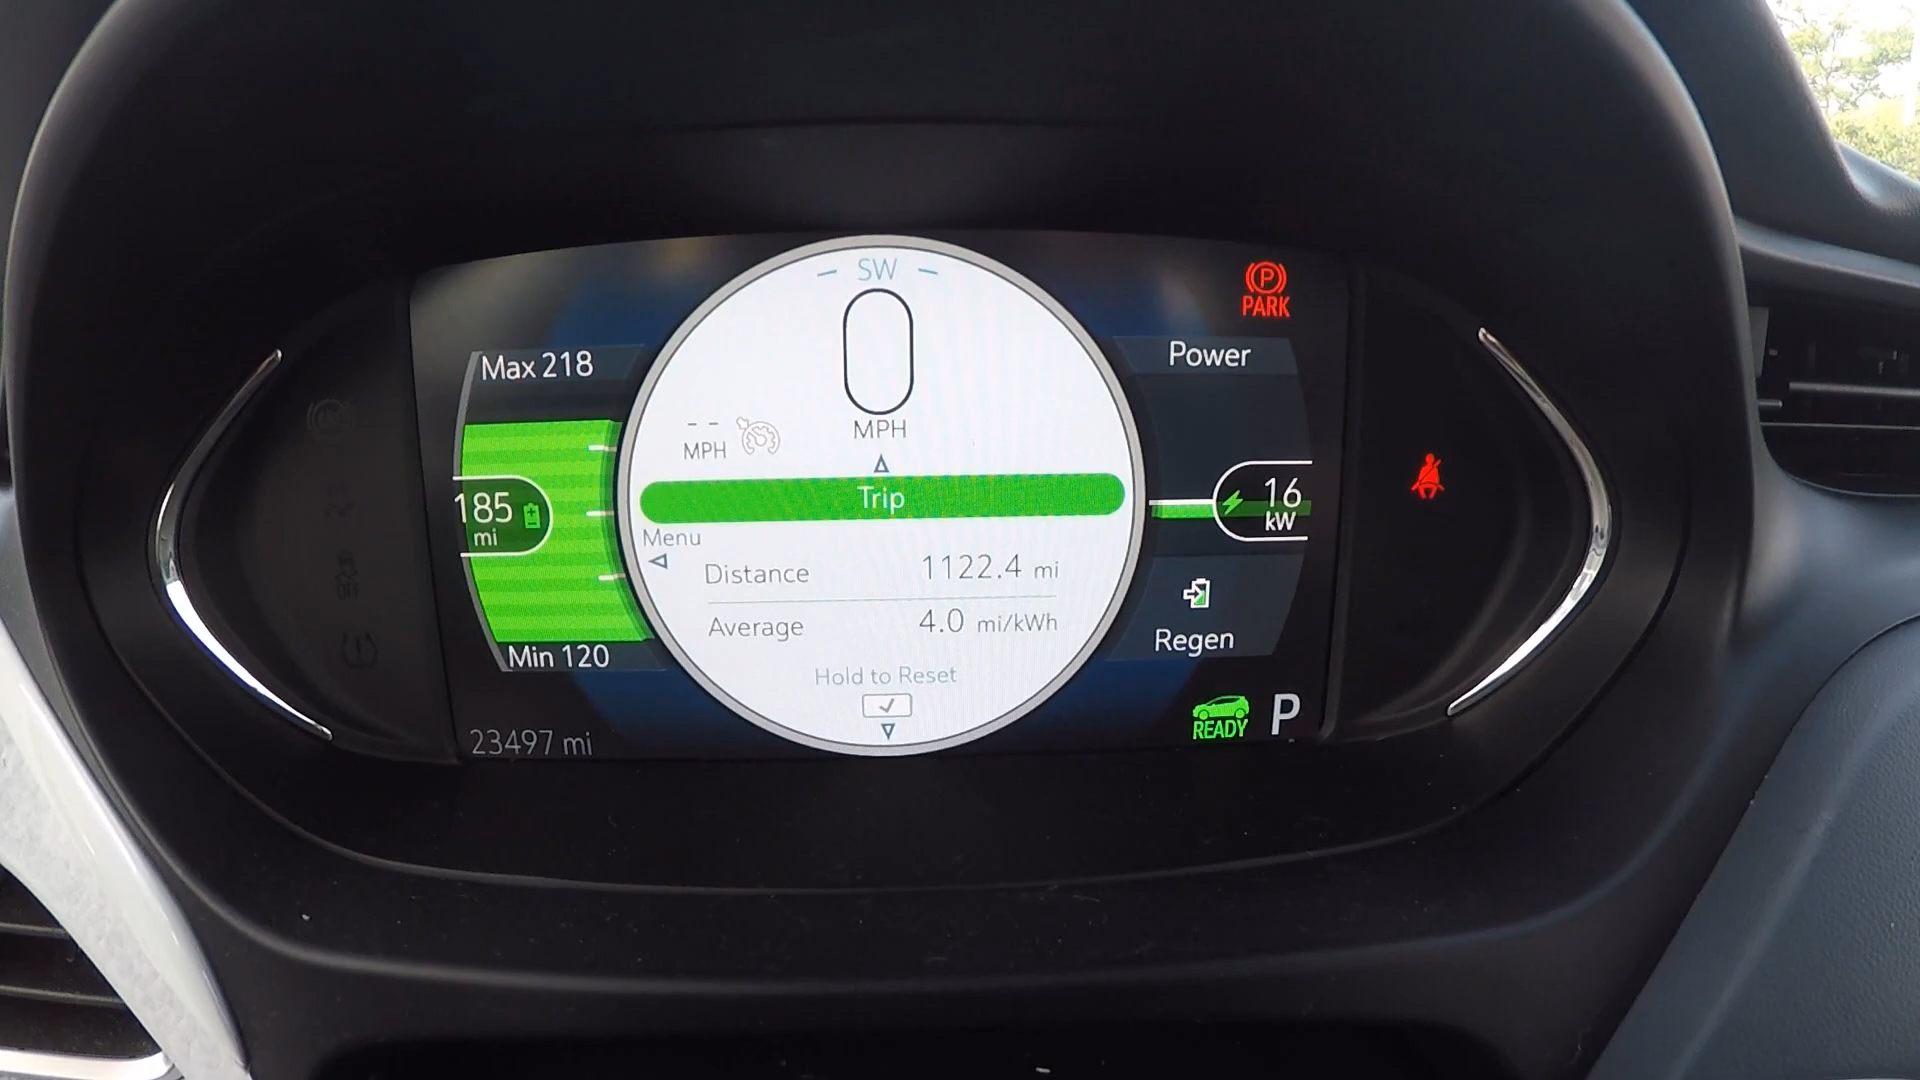 SW
0
MPH
-- MPH
PARK
Max 218
Power
185
mi
Trip
16
kW
Menu
Distance 1122.4 mi
Average 4.0 mi/kWh
Regen
Min 120
Hold to Reset
READY P
23497 mi